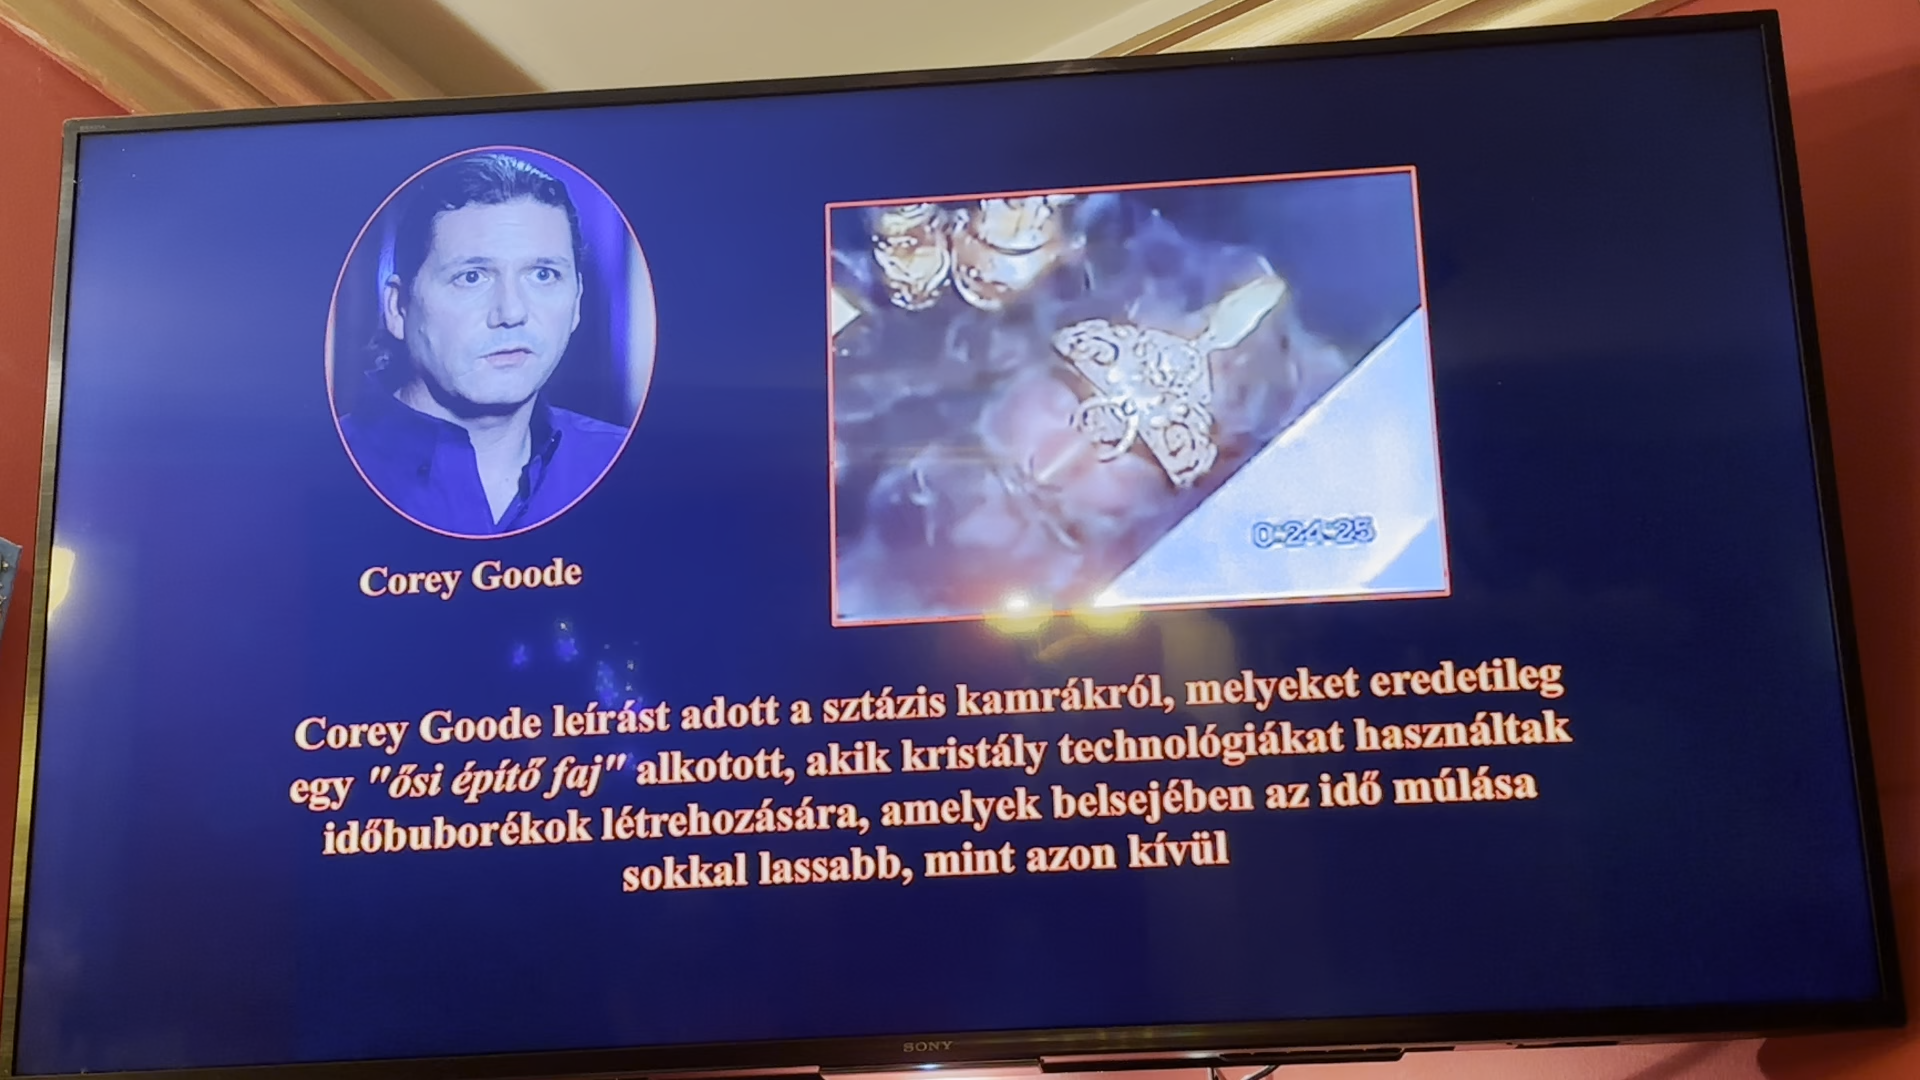 Corey Goode
0:24:25
Corey Goode leírást adott a sztázis kamrákról, melyeket eredetileg
egy "ősi építő faj" alkotott, akik kristály technológiákat használtak
időbuborékok létrehozására, amelyek belsejében az idő múlása
sokkal lassabb, mint azon kívül
SONY